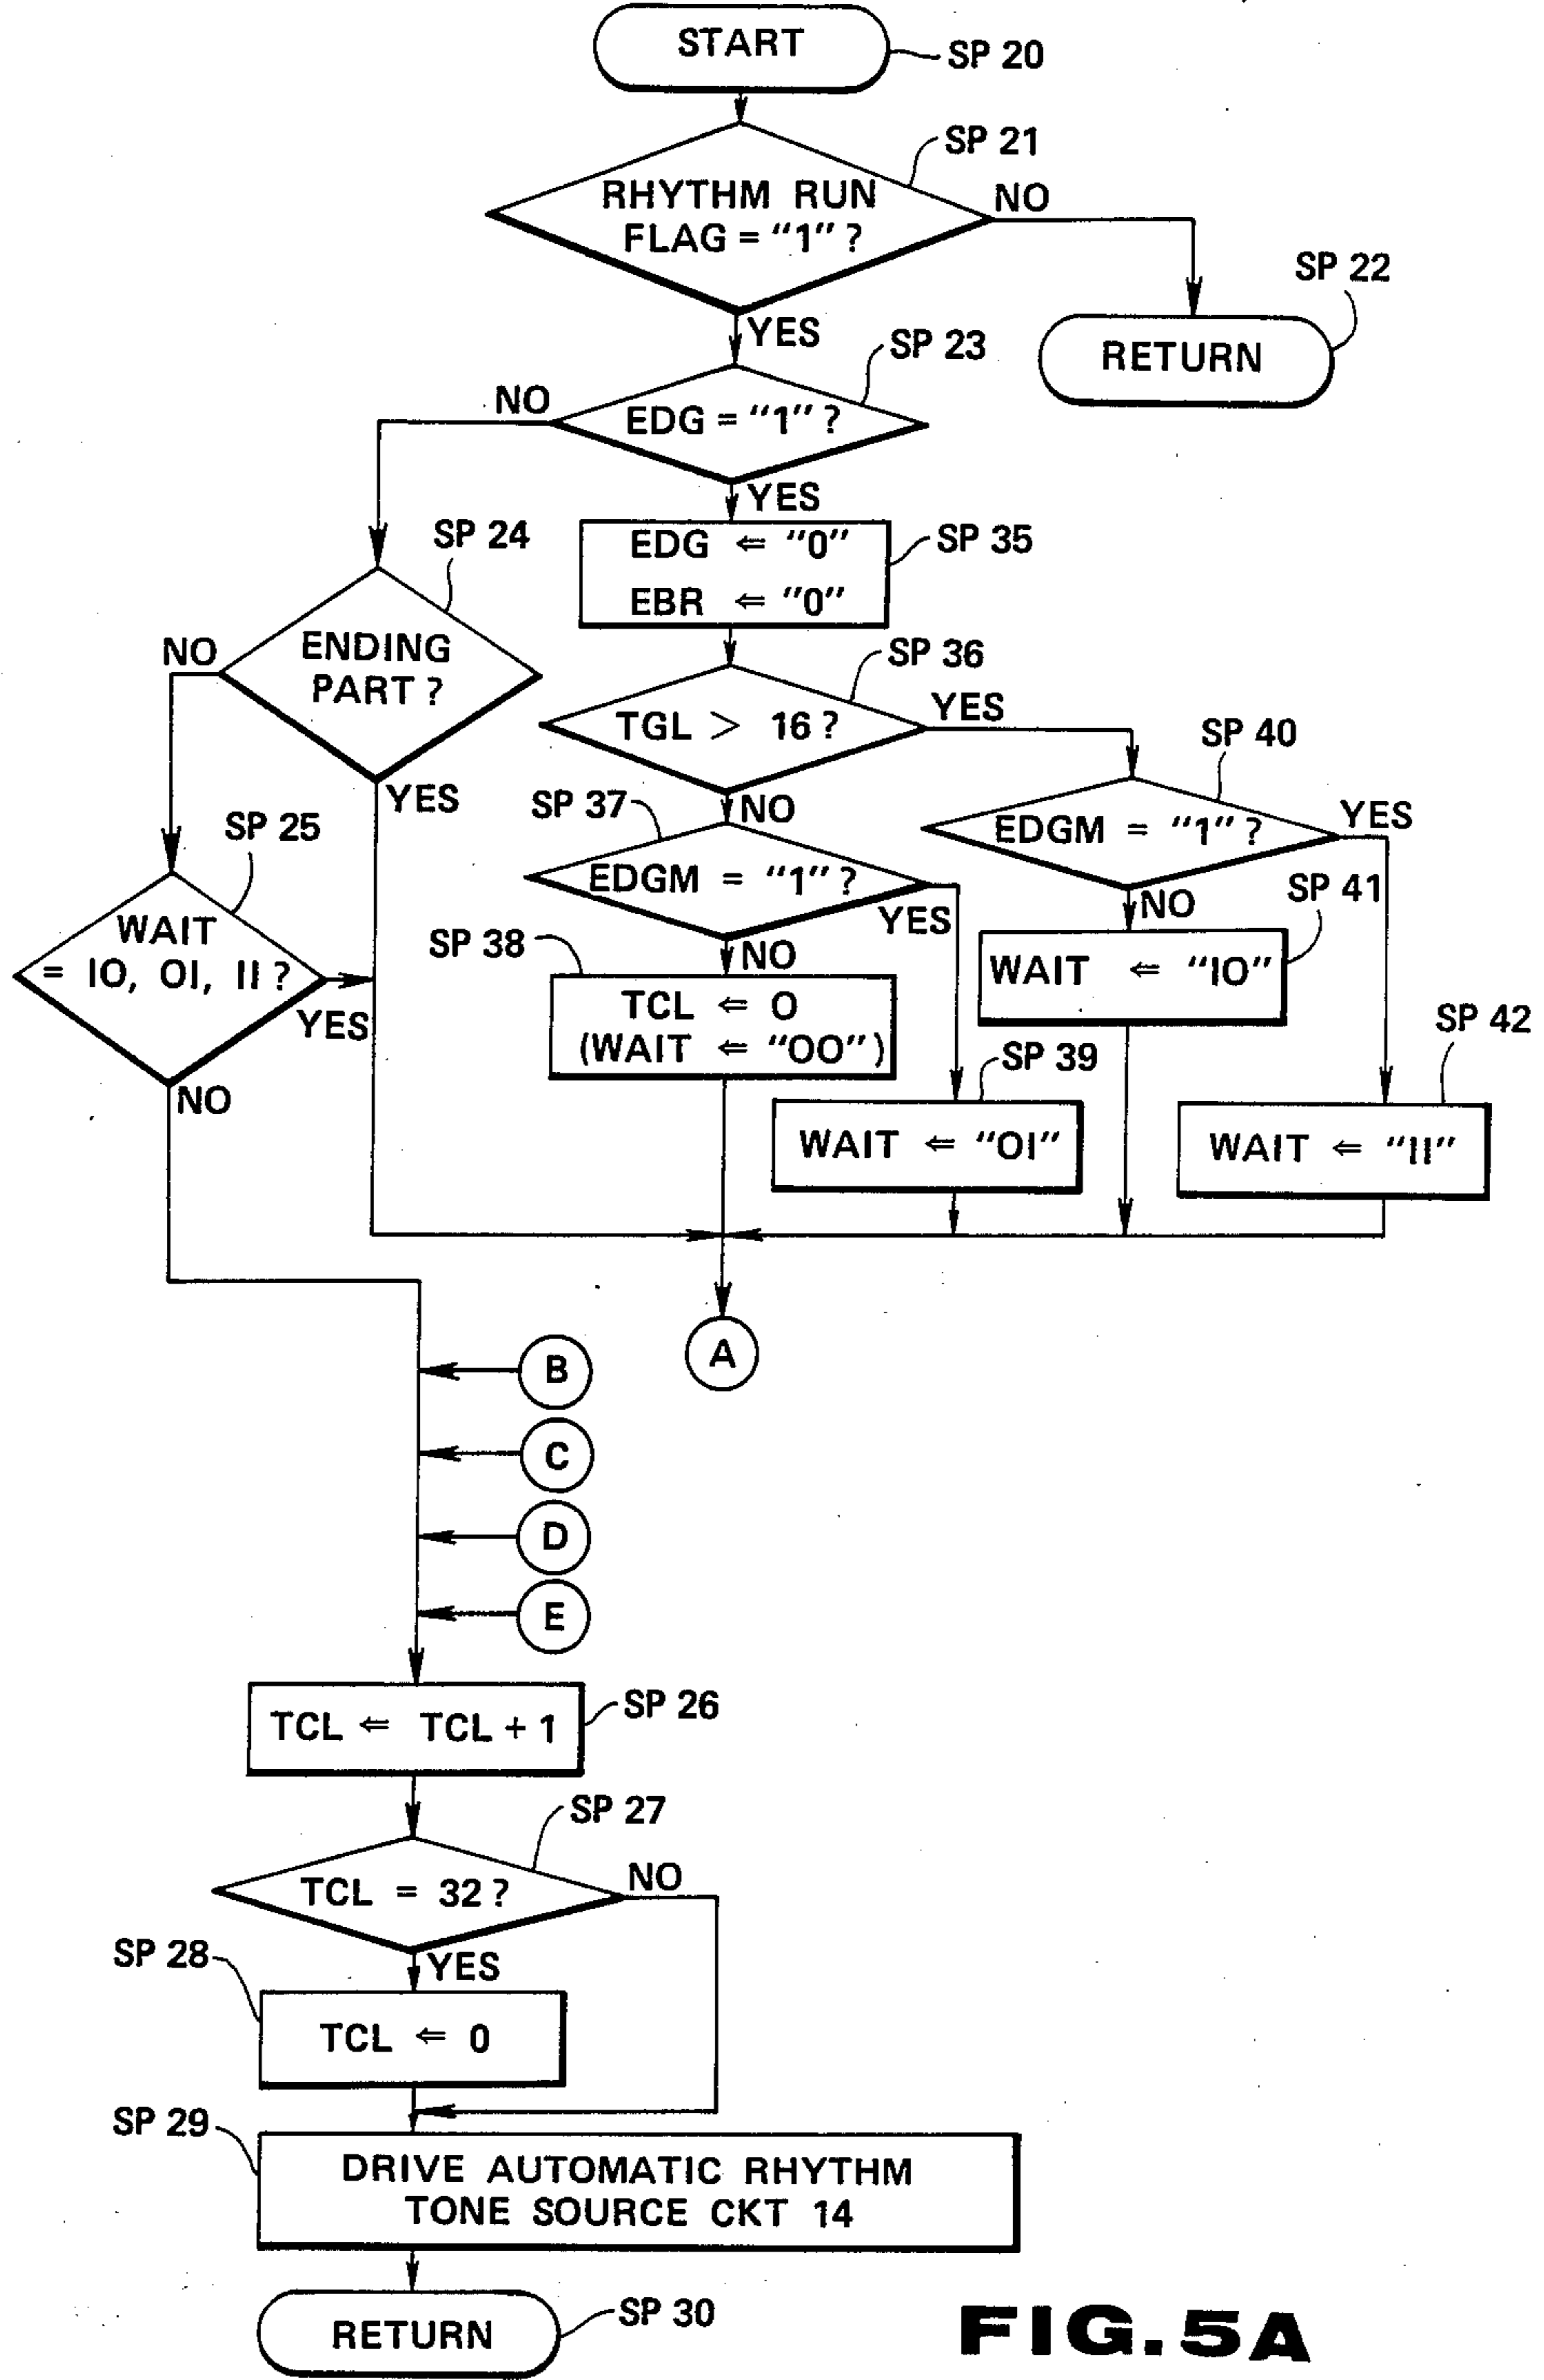 START
SP 20
SP 21
RHYTHM RUN
FLAG = "1" ?
NO
SP 22
RETURN
YES
SP 23
NO
EDG = "1" ?
YES
SP 24
EDG ⇐ "0"
EBR ⇐ "0"
SP 35
NO
ENDING
PART ?
YES
SP 36
TGL > 16 ?
YES
SP 40
NO
SP 37
EDGM = "1" ?
YES
EDGM = "1" ?
YES
NO
SP 41
SP 25
WAIT
= IO, OI, II ?
YES
NO
SP 38
NO
TCL ⇐ O
(WAIT ⇐ "OO")
WAIT ⇐ "IO"
SP 42
SP 39
WAIT ⇐ "OI"
WAIT ⇐ "II"
A
B
C
D
E
TCL ⇐ TCL + 1
SP 26
SP 27
TCL = 32 ?
NO
YES
SP 28
TCL ⇐ 0
SP 29
DRIVE AUTOMATIC RHYTHM
TONE SOURCE CKT 14
RETURN
SP 30
FIG. 5A